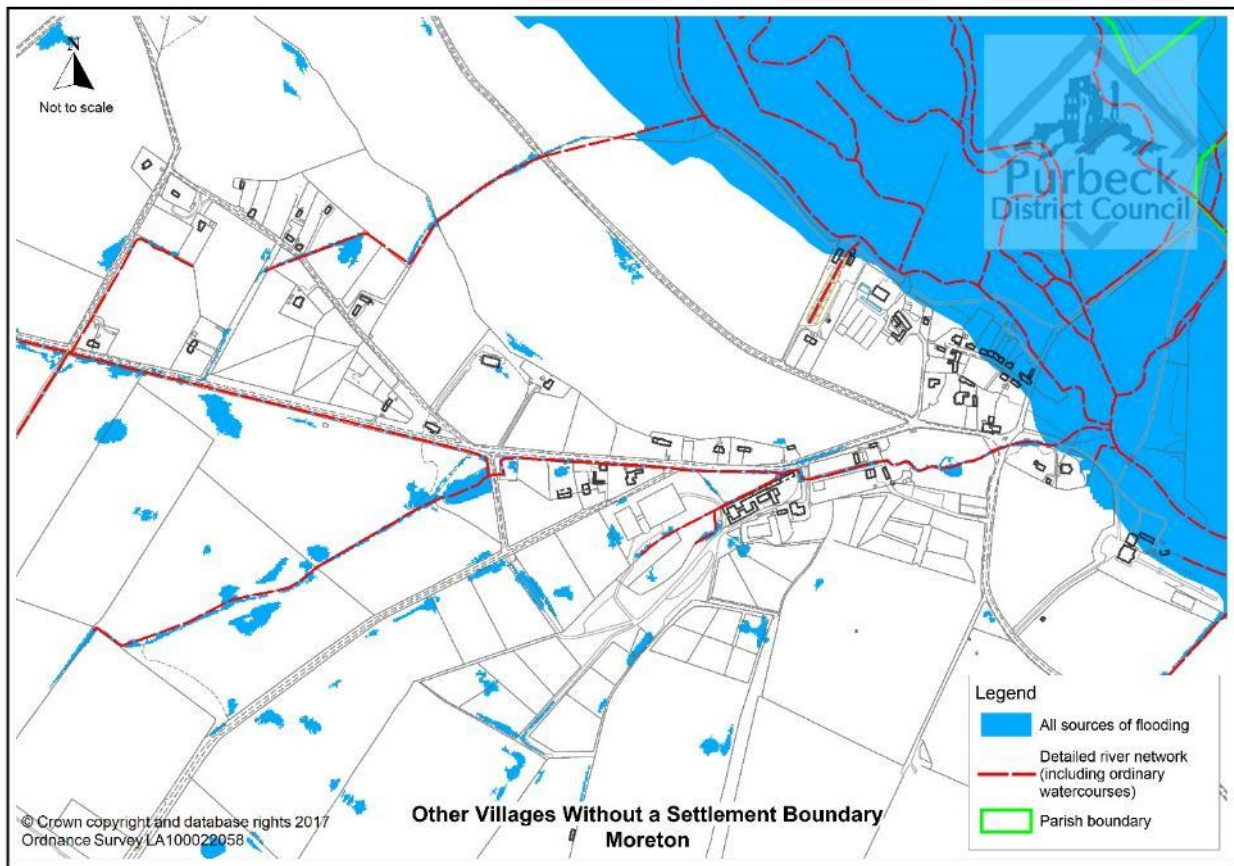 N
Not to scale
Purbeck
District Council
Legend
All sources of flooding
Detailed river network
(including ordinary
watercourses)
Parish boundary
Other Villages Without a Settlement Boundary
Moreton
© Crown copyright and database rights 2017
Ordnance Survey LA100022058